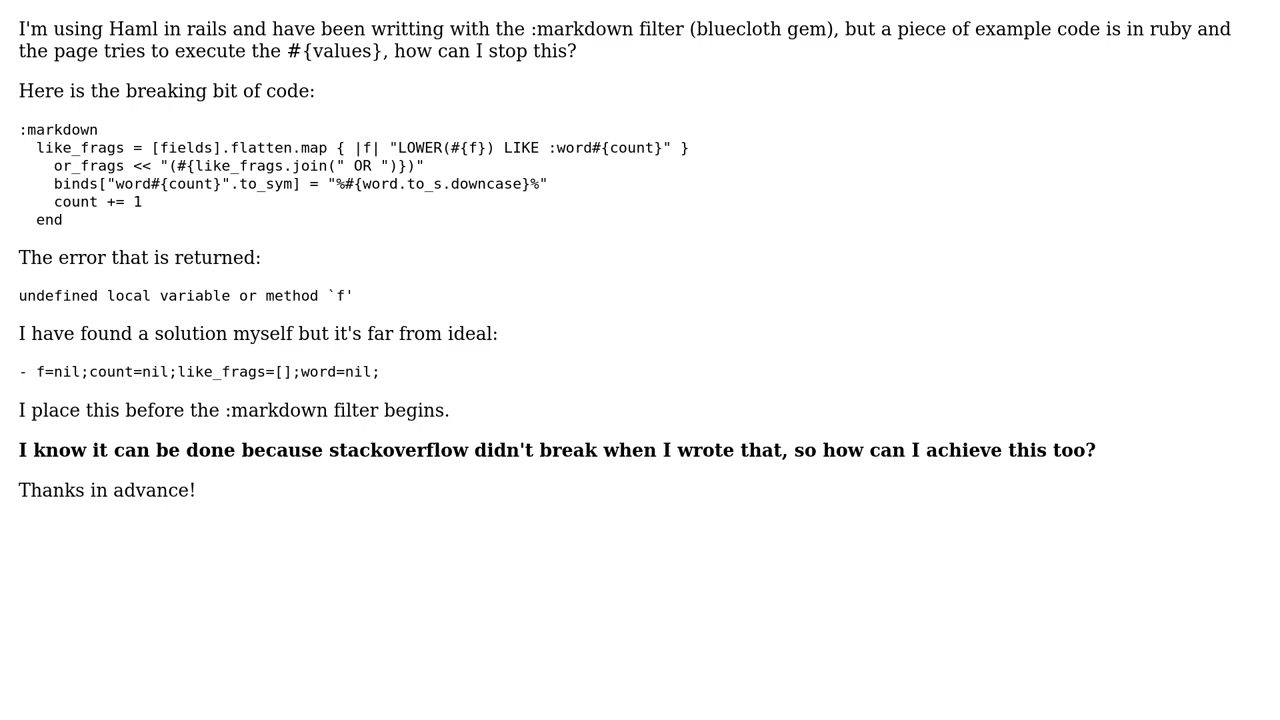 I'm using Haml in rails and have been writting with the :markdown filter (bluecloth gem), but a piece of example code is in ruby and
the page tries to execute the #{values}, how can I stop this?
Here is the breaking bit of code:
:markdown
  like_frags = [fields].flatten.map { |f| "LOWER(#{f}) LIKE :word#{count}" }
    or_frags << "(#{like_frags.join(" OR ")})"
    binds["word#{count}".to_sym] = "%#{word.to_s.downcase}%"
    count += 1
  end
The error that is returned:
undefined local variable or method `f'
I have found a solution myself but it's far from ideal:
- f=nil;count=nil;like_frags=[];word=nil;
I place this before the :markdown filter begins.
I know it can be done because stackoverflow didn't break when I wrote that, so how can I achieve this too?
Thanks in advance!